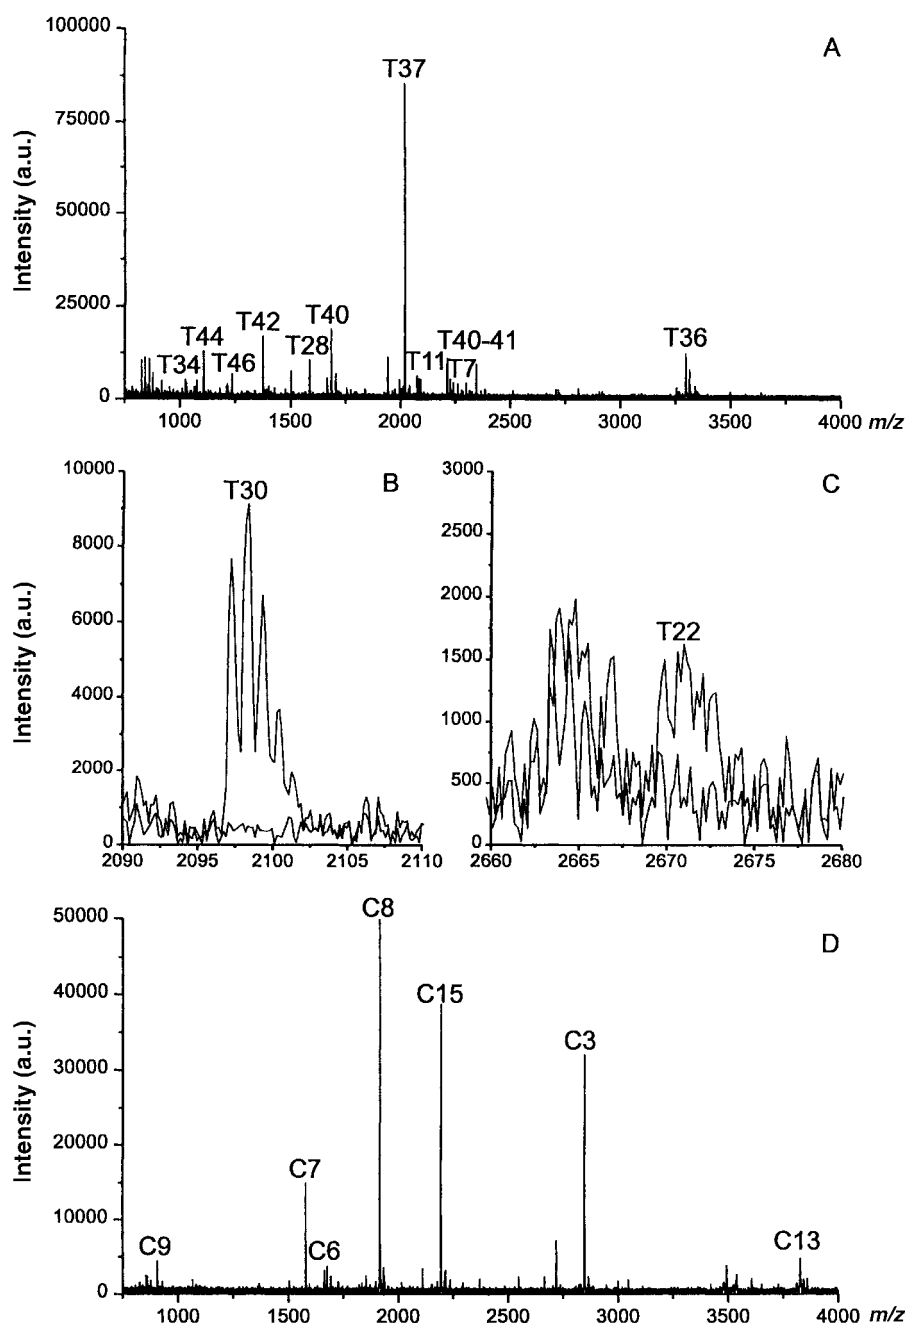 100000
A
T37
75000
Intensity (a.u.)
50000
25000
T40
T42
T44
T40-41
T36
T28
T11
T34
T46
T7
0
1000 1500 2000 2500 3000 3500 4000 m/z
10000
T30
B
8000
Intensity (a.u.)
6000
4000
2000
0
2090 2095 2100 2105 2110
3000
C
2500
2000
T22
1500
1000
500
0
2660 2665 2670 2675 2680
C8
50000
D
C15
40000
C3
Intensity (a.u.)
30000
20000
C7
10000
C9
C6
C13
0
1000 1500 2000 2500 3000 3500 4000 m/z